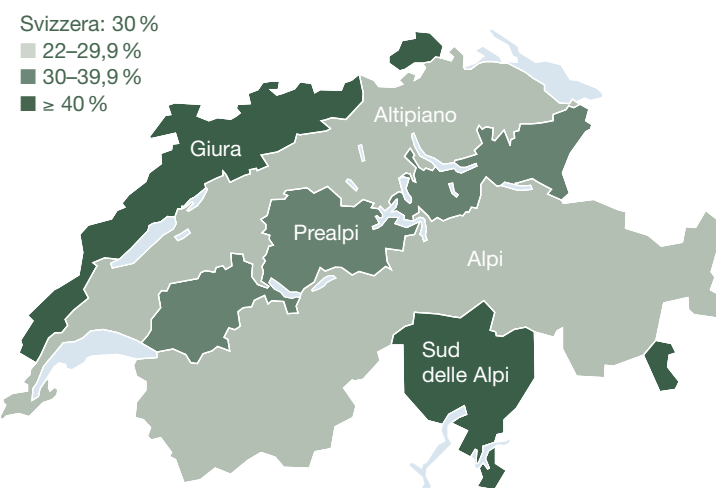 Svizzera: 30 %
22–29,9 %
30–39,9 %
≥ 40 %
Altipiano
Giura
Prealpi
Alpi
Sud
delle Alpi